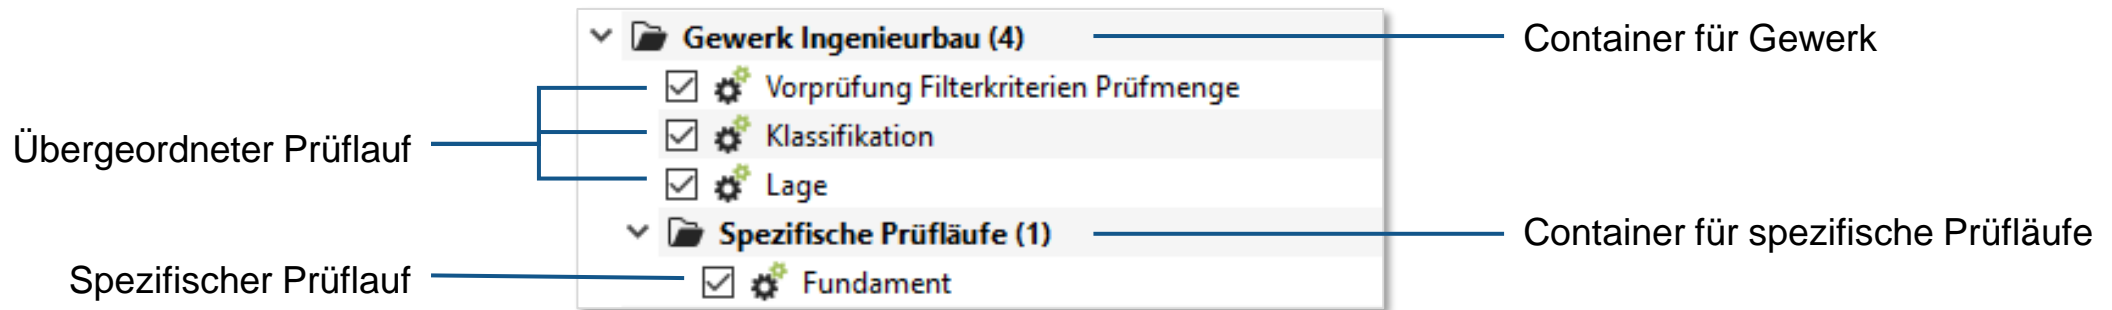 Gewerk Ingenieurbau (4)
Container für Gewerk
Vorprüfung Filterkriterien Prüfmenge
Übergeordneter Prüflauf
Klassifikation
Lage
Spezifische Prüfläufe (1)
Container für spezifische Prüfläufe
Spezifischer Prüflauf
Fundament